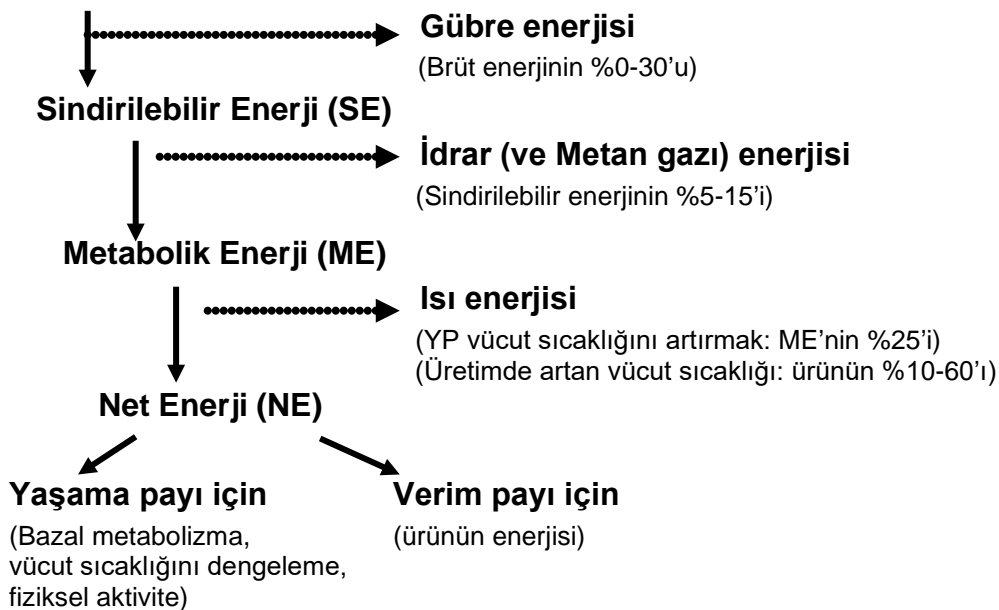 Gübre enerjisi
(Brüt enerjinin %0-30’u)
Sindirilebilir Enerji (SE)
İdrar (ve Metan gazı) enerjisi
(Sindirilebilir enerjinin %5-15’i)
Metabolik Enerji (ME)
Isı enerjisi
(YP vücut sıcaklığını artırmak: ME’nin %25’i)
(Üretimde artan vücut sıcaklığı: ürünün %10-60’ı)
Net Enerji (NE)
Yaşama payı için
(Bazal metabolizma,
vücut sıcaklığını dengeleme,
fiziksel aktivite)
Verim payı için
(ürünün enerjisi)